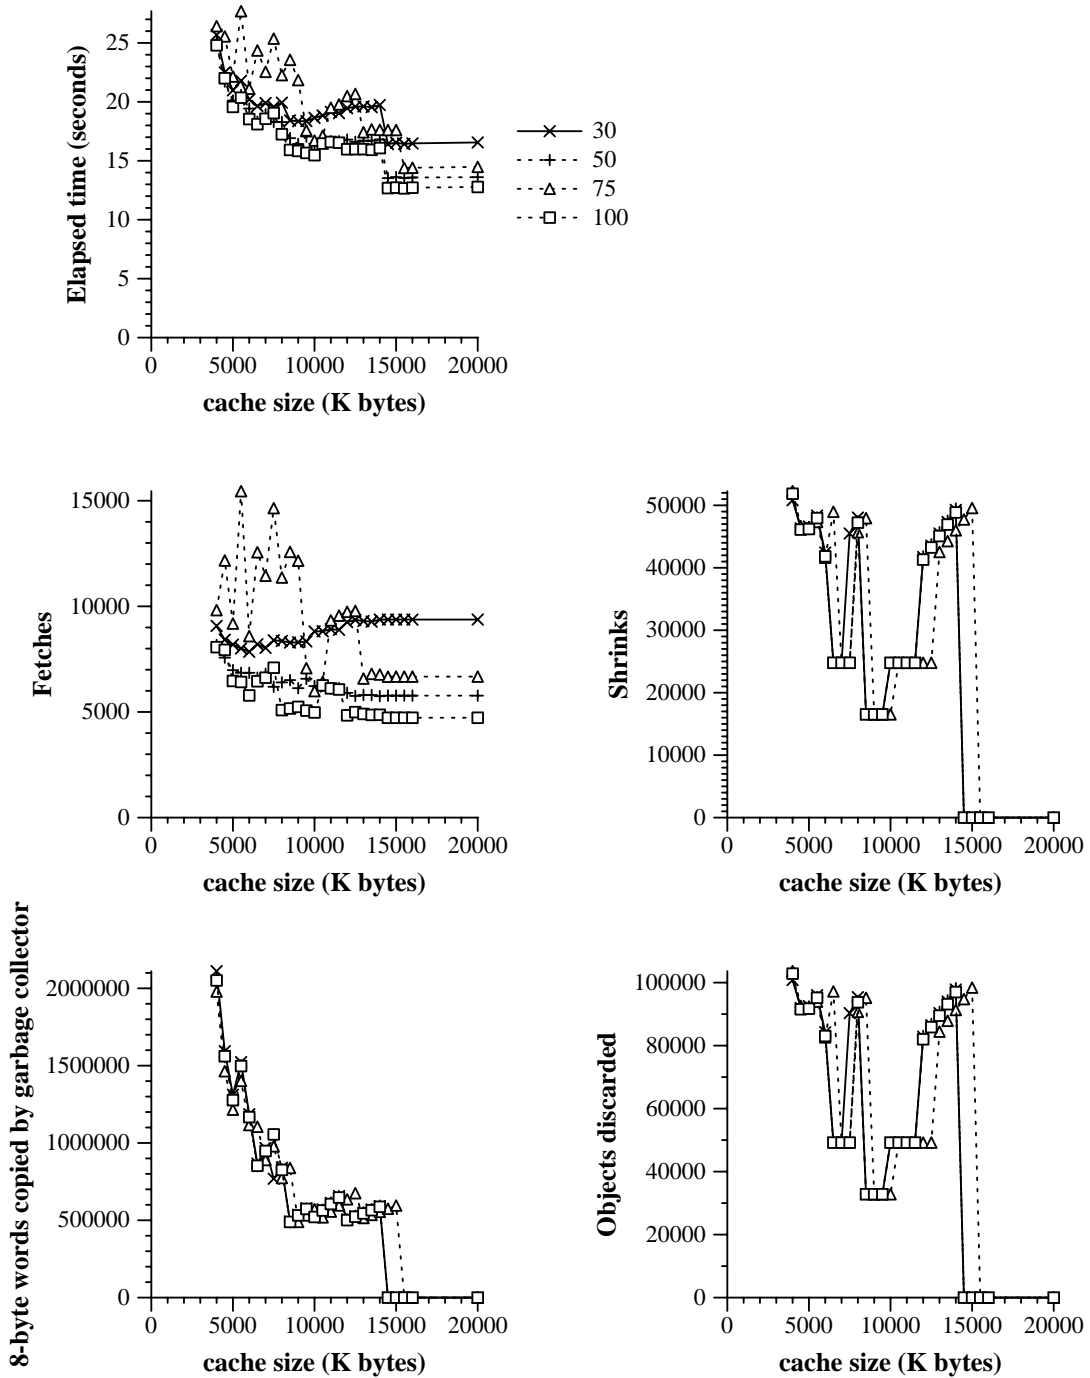 Elapsed time (seconds)
25
20
15
10
5
0
0 5000 10000 15000 20000
cache size (K bytes)
30
50
75
100
Fetches
15000
10000
5000
0
0 5000 10000 15000 20000
cache size (K bytes)
Shrinks
50000
40000
30000
20000
10000
0
0 5000 10000 15000 20000
cache size (K bytes)
8-byte words copied by garbage collector
2000000
1500000
1000000
500000
0
0 5000 10000 15000 20000
cache size (K bytes)
Objects discarded
100000
80000
60000
40000
20000
0
0 5000 10000 15000 20000
cache size (K bytes)